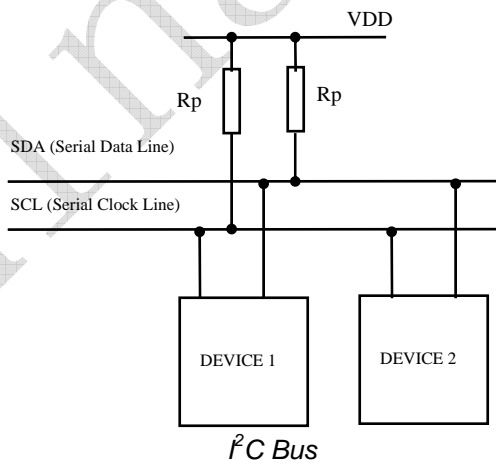 VDD
Rp
Rp
SDA (Serial Data Line)
SCL (Serial Clock Line)
DEVICE 1
DEVICE 2
I²C Bus